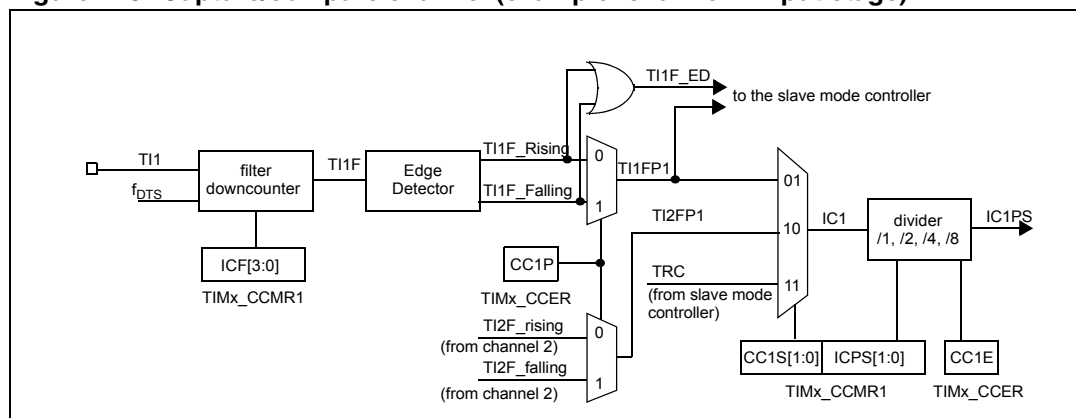 TI1F_ED
to the slave mode controller
TI1
f_DTS
filter
downcounter
TI1F
Edge
Detector
TI1F_Rising
TI1F_Falling
0
1
TI1FP1
TI2FP1
01
10
11
IC1
divider
/1, /2, /4, /8
IC1PS
ICF[3:0]
TIMx_CCMR1
CC1P
TIMx_CCER
TRC
(from slave mode
controller)
TI2F_rising
(from channel 2)
TI2F_falling
(from channel 2)
0
1
CC1S[1:0]
ICPS[1:0]
TIMx_CCMR1
CC1E
TIMx_CCER